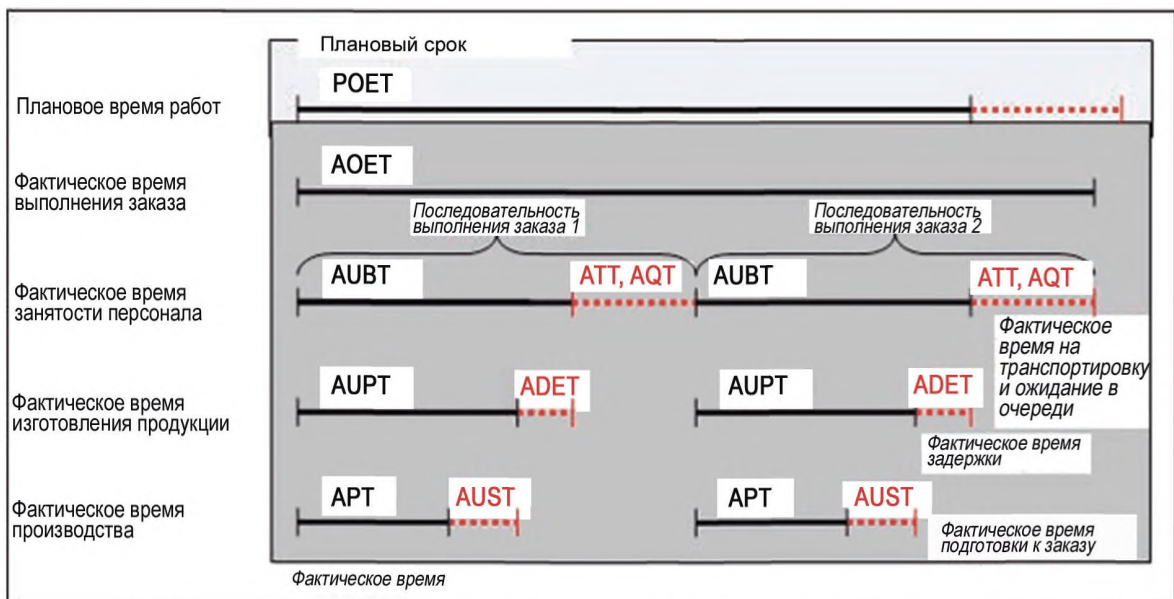 Плановый срок
POET
Плановое время работ
AOET
Фактическое время
выполнения заказа
Последовательность
выполнения заказа 1
Последовательность
выполнения заказа 2
AUBT
ATT, AQT
AUBT
ATT, AQT
Фактическое время
занятости персонала
Фактическое
время на
транспортировку
и ожидание в
очереди
AUPT
ADET
AUPT
ADET
Фактическое время
изготовления продукции
Фактическое время
задержки
APT
AUST
APT
AUST
Фактическое время
производства
Фактическое время
подготовки к заказу
Фактическое время